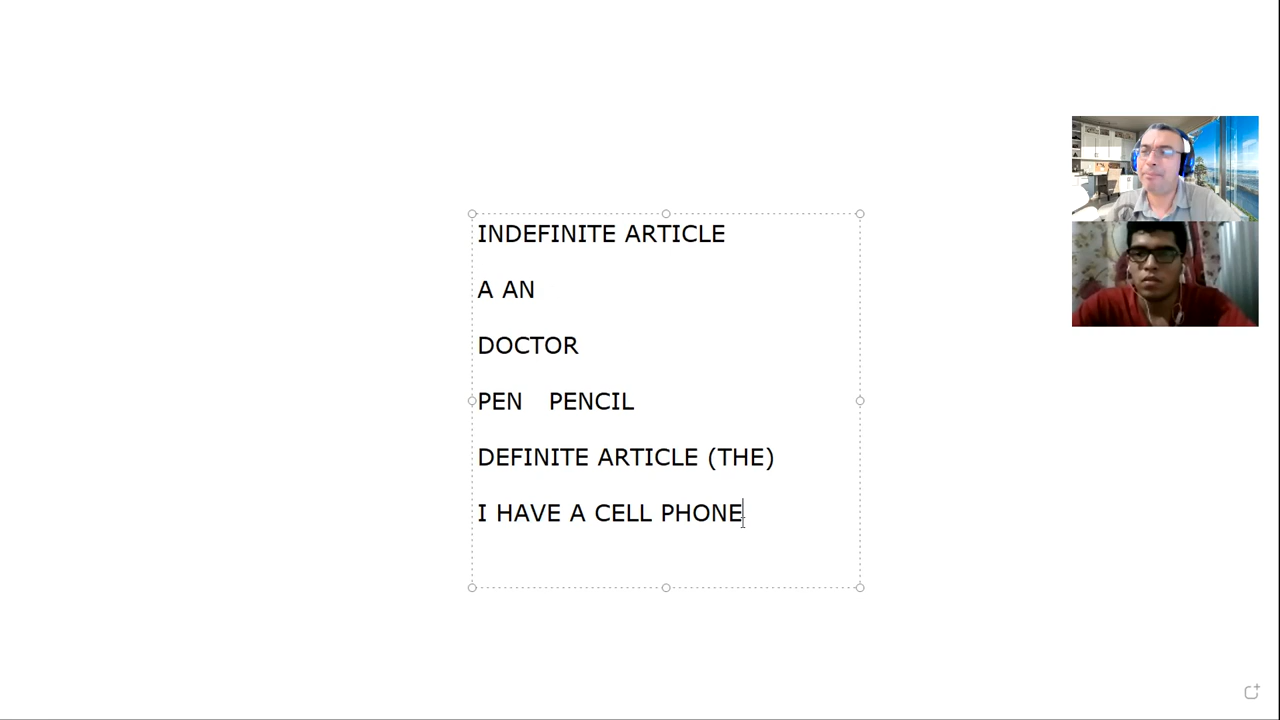 INDEFINITE ARTICLE
A AN
DOCTOR
PEN PENCIL
DEFINITE ARTICLE (THE)
I HAVE A CELL PHONE